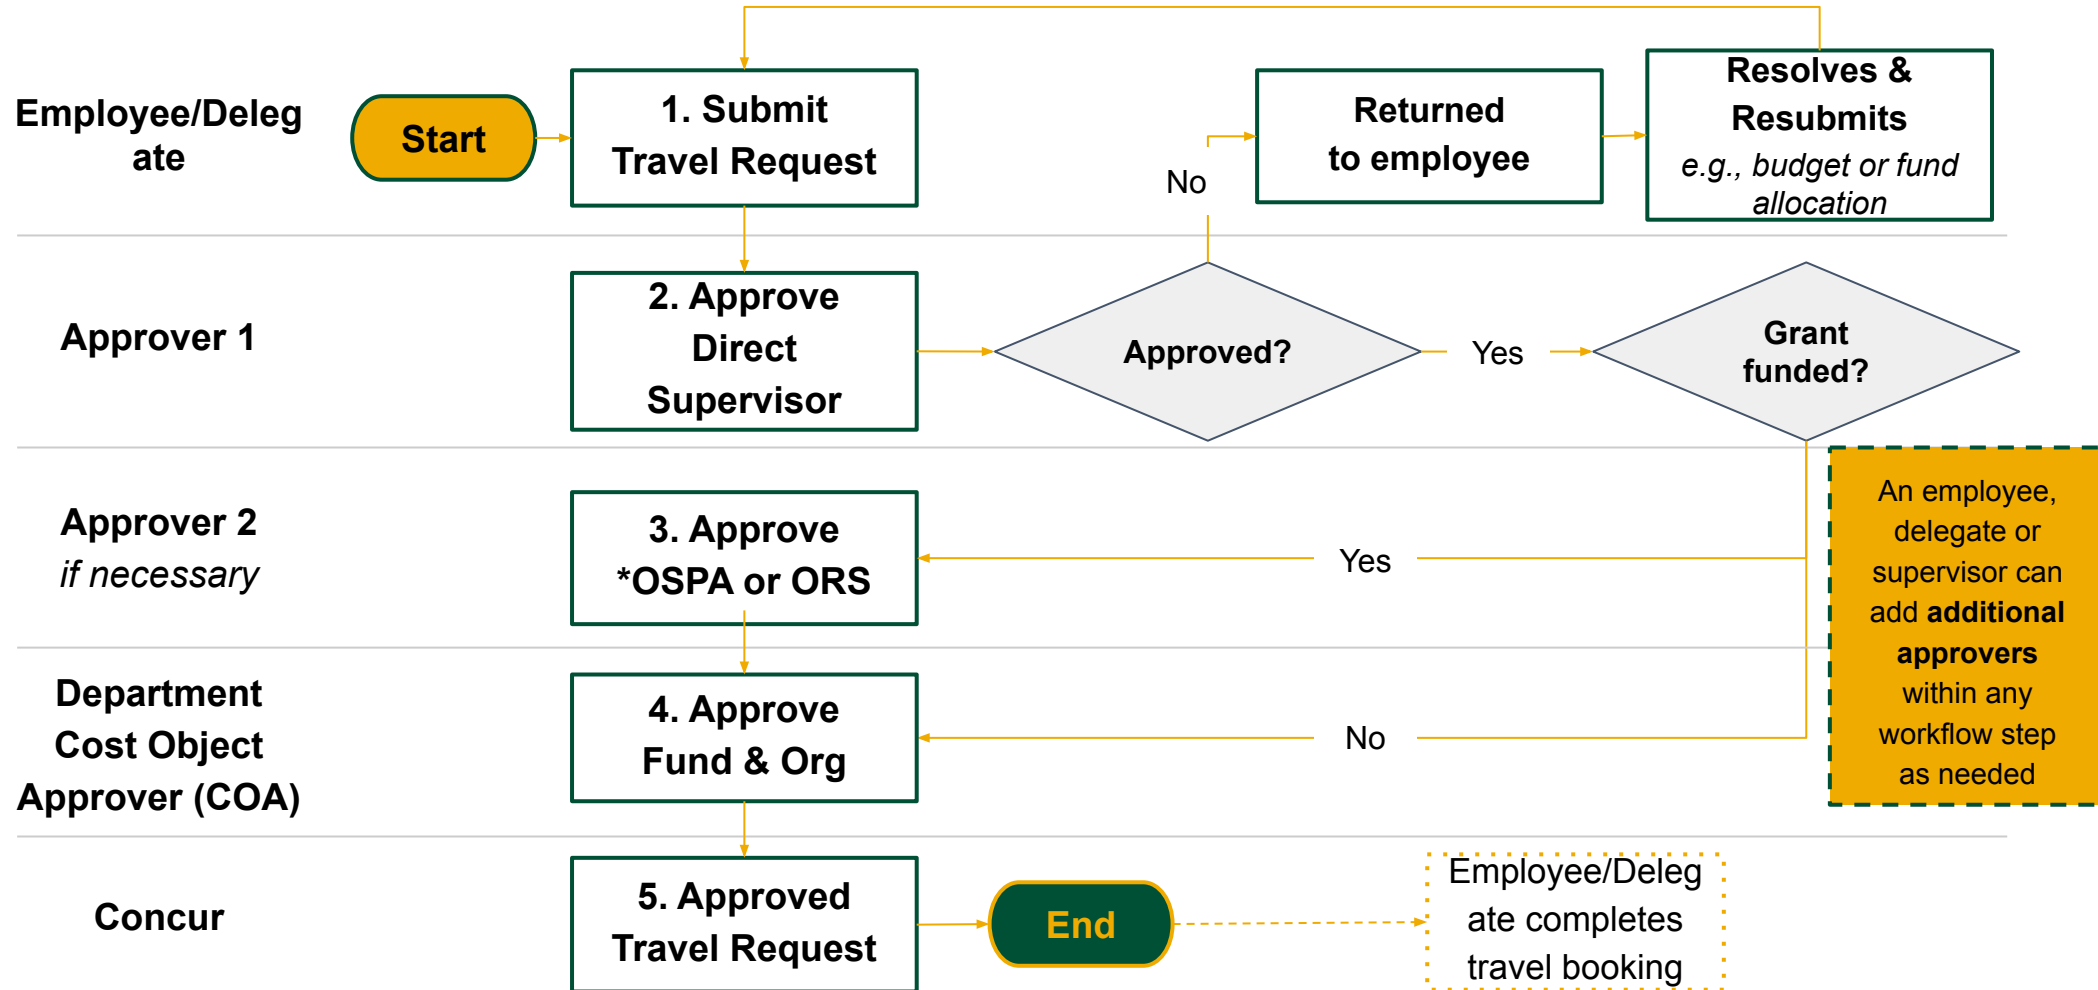 Employee/Deleg
ate
Start
1. Submit
Travel Request
No
Returned
to employee
Resolves &
Resubmits
e.g., budget or fund
allocation
Approver 1
2. Approve
Direct
Supervisor
Approved?
Yes
Grant
funded?
Approver 2
if necessary
3. Approve
*OSPA or ORS
Yes
An employee,
delegate or
supervisor can
add additional
approvers
within any
workflow step
as needed
Department
Cost Object
Approver (COA)
4. Approve
Fund & Org
No
Concur
5. Approved
Travel Request
End
Employee/Deleg
ate completes
travel booking